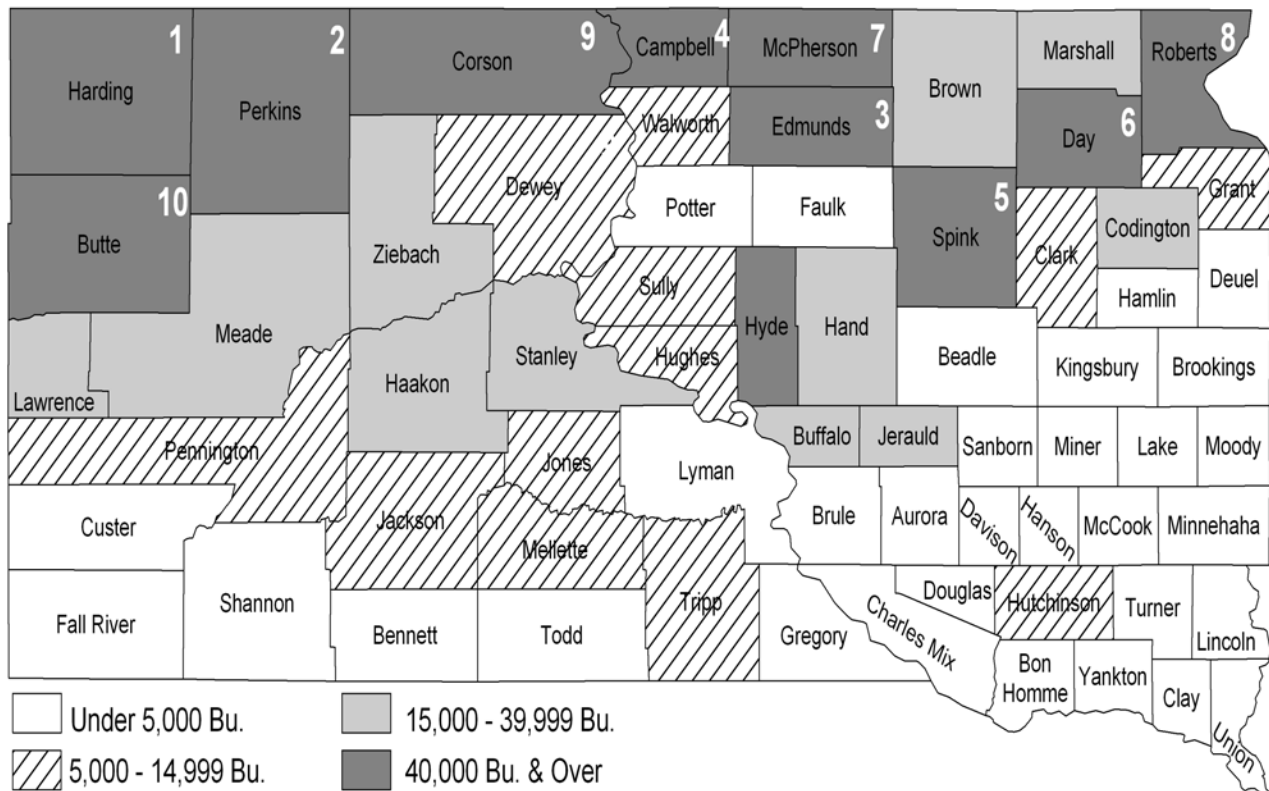 1
2
9
4
7
8
Harding
Perkins
Corson
Campbell
McPherson
Brown
Marshall
Roberts
Walworth
Edmunds
3
Day
6
10
Dewey
Potter
Faulk
5
Grant
Butte
Ziebach
Spink
Clark
Codington
Deuel
Hamlin
Meade
Sully
Hyde
Hand
Stanley
Hughes
Beadle
Kingsbury
Brookings
Haakon
Lawrence
Pennington
Jones
Lyman
Buffalo
Jerauld
Sanborn
Miner
Lake
Moody
Custer
Jackson
Mellette
Brule
Aurora
Davison
Hanson
McCook
Minnehaha
Fall River
Shannon
Bennett
Todd
Tripp
Gregory
Charles Mix
Douglas
Hutchinson
Turner
Lincoln
Bon
Homme
Yankton
Clay
Union
Under 5,000 Bu.
15,000 - 39,999 Bu.
5,000 - 14,999 Bu.
40,000 Bu. & Over